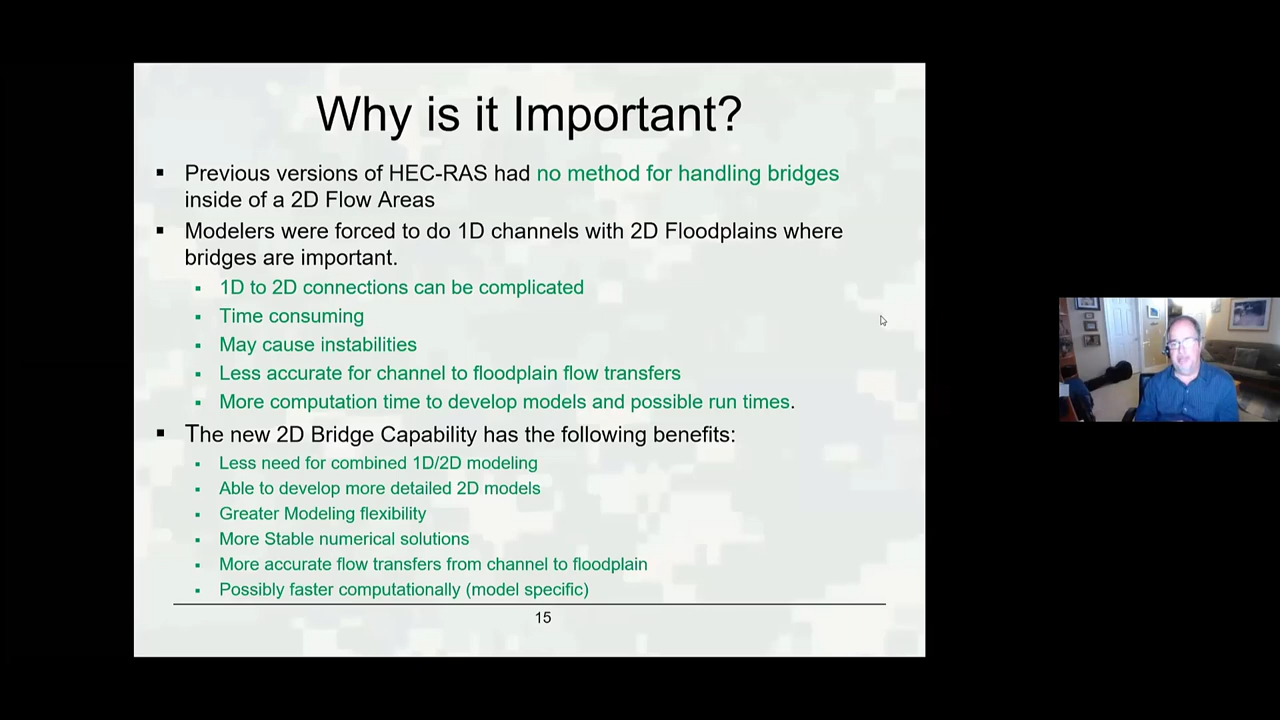 Why is it Important?
Previous versions of HEC-RAS had no method for handling bridges
inside of a 2D Flow Areas
Modelers were forced to do 1D channels with 2D Floodplains where
bridges are important.
1D to 2D connections can be complicated
Time consuming
May cause instabilities
Less accurate for channel to floodplain flow transfers
More computation time to develop models and possible run times.
The new 2D Bridge Capability has the following benefits:
Less need for combined 1D/2D modeling
Able to develop more detailed 2D models
Greater Modeling flexibility
More Stable numerical solutions
More accurate flow transfers from channel to floodplain
Possibly faster computationally (model specific)
15